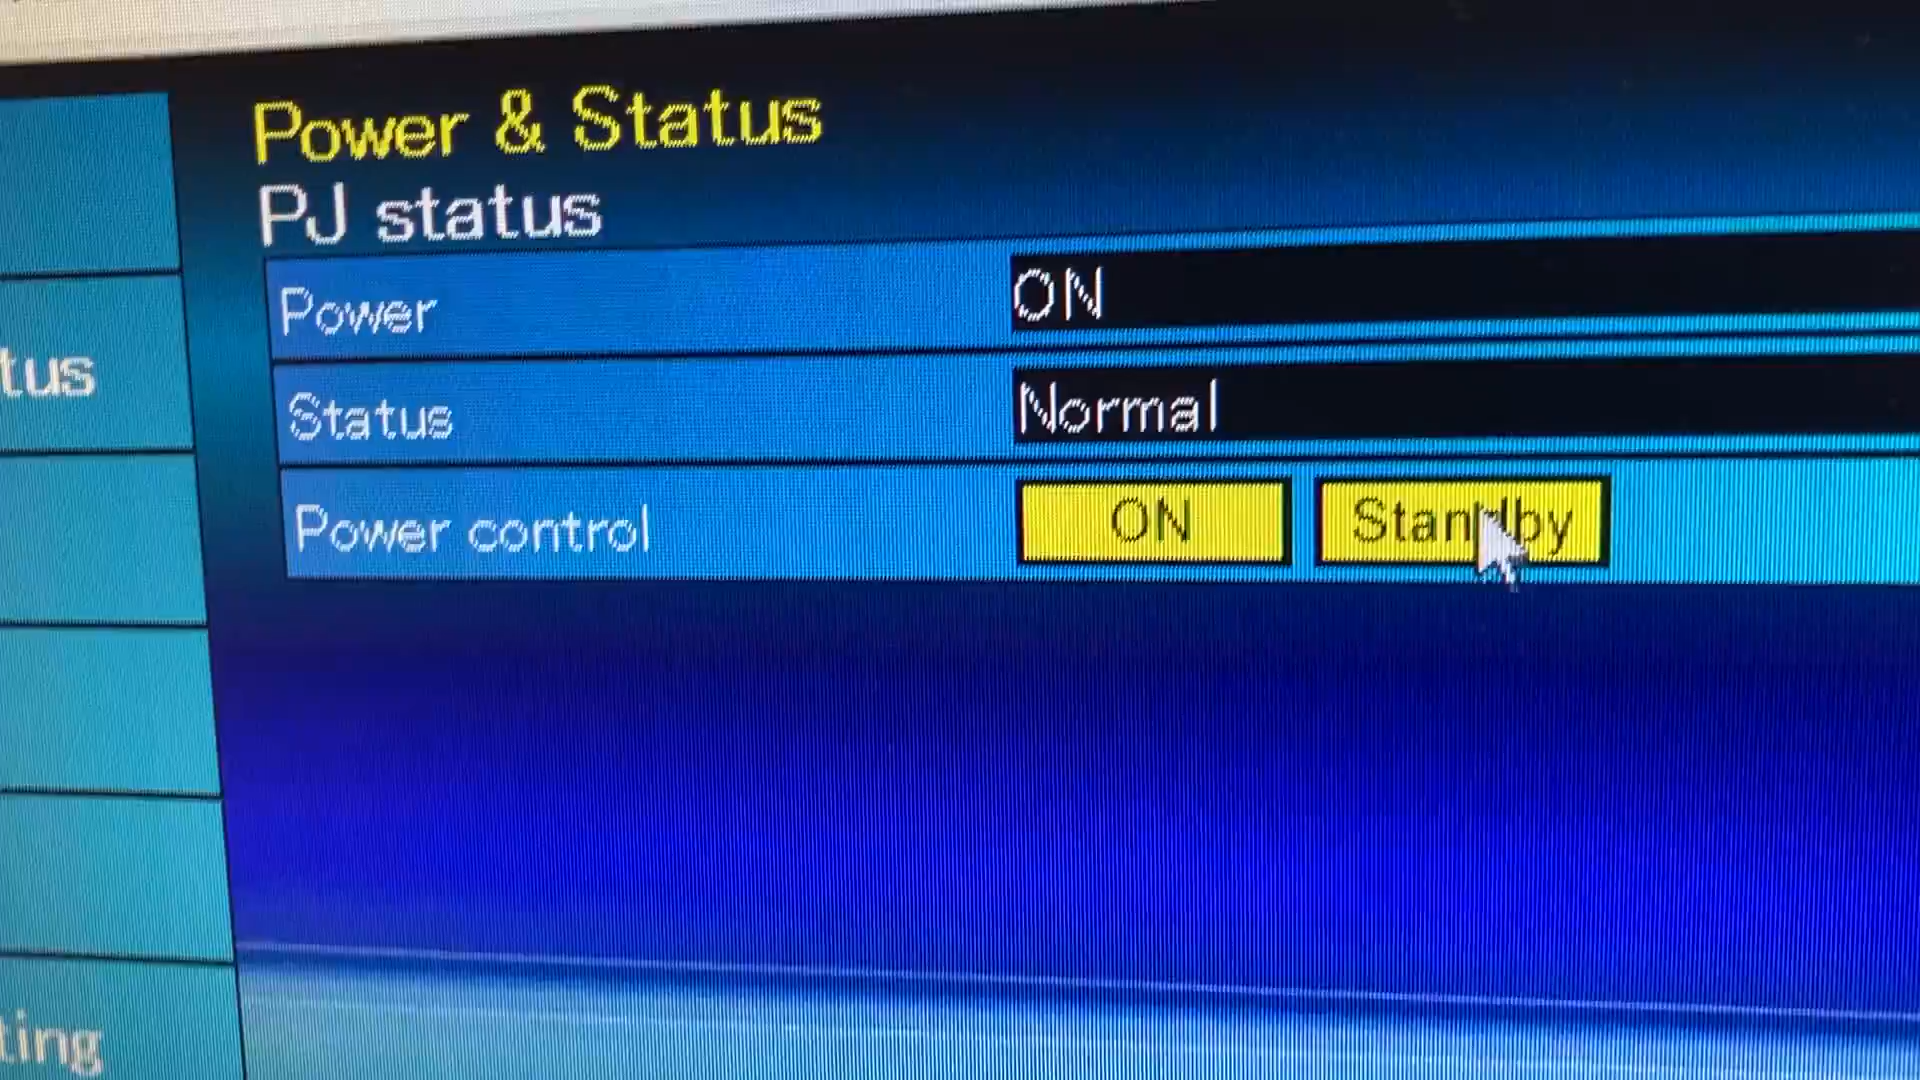 Power & Status
PJ status
Power ON
tus
Status Normal
Power control ON Standby
ting